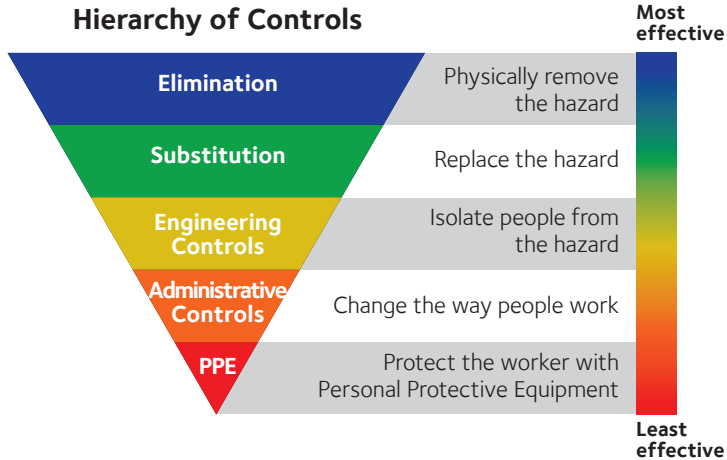 Hierarchy of Controls
Most
effective
Elimination
Physically remove
the hazard
Substitution
Replace the hazard
Engineering
Controls
Isolate people from
the hazard
Administrative
Controls
Change the way people work
PPE
Protect the worker with
Personal Protective Equipment
Least
effective